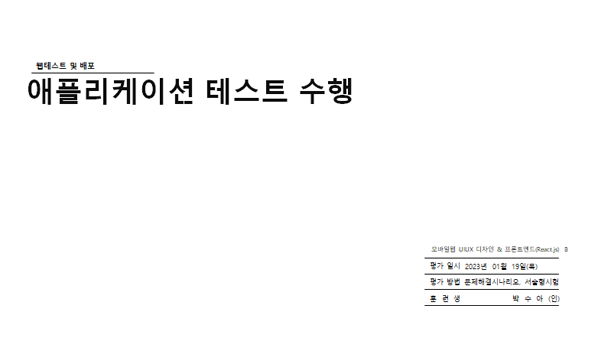 웹테스트 및 배포
애플리케이션 테스트 수행
모바일웹 UIUX 디자인 & 프론트엔드(React.js) B
평가 일시 2023년 01월 19일(목)
평가 방법 문제해결시나리오, 서술형시험
훈 련 생 박 수 아 (인)